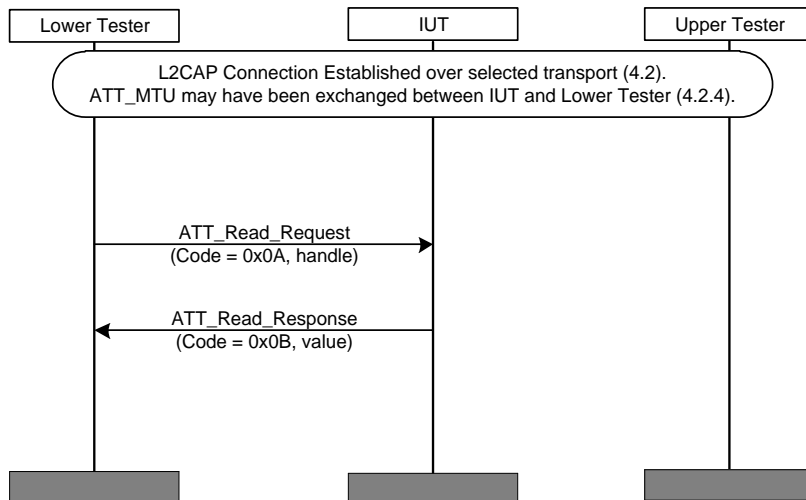 Lower Tester
IUT
Upper Tester
L2CAP Connection Established over selected transport (4.2).
ATT_MTU may have been exchanged between IUT and Lower Tester (4.2.4).
ATT_Read_Request
(Code = 0x0A, handle)
ATT_Read_Response
(Code = 0x0B, value)